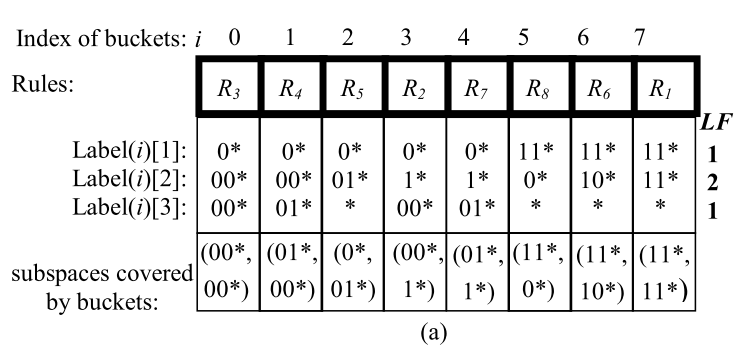 Index of buckets: i 0 1 2 3 4 5 6 7
Rules: R3 R4 R5 R2 R7 R8 R6 R1
LF
Label(i)[1]: 0* 0* 0* 0* 0* 11* 11* 11* 1
Label(i)[2]: 00* 00* 01* 1* 1* 0* 10* 11* 2
Label(i)[3]: 00* 01* * 00* 01* * * * 1
(00*, (01*, (0*, (00*, (01*, (11*, (11*, (11*,
subspaces covered
by buckets: 00*) 00*) 01*) 1*) 1*) 0*) 10*) 11*)
(a)